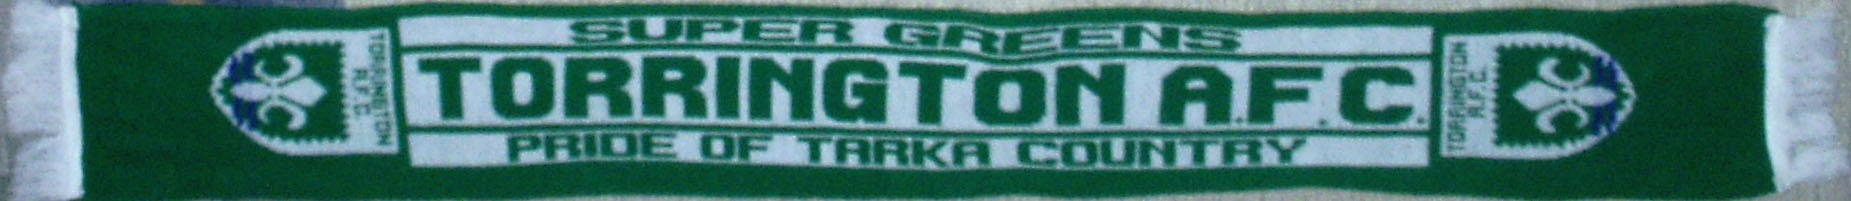 SUPER GREENS
TORRINGTON A.F.C.
PRIDE OF TARKA COUNTRY
TORRINGTON
A.F.C.
TORRINGTON
A.F.C.